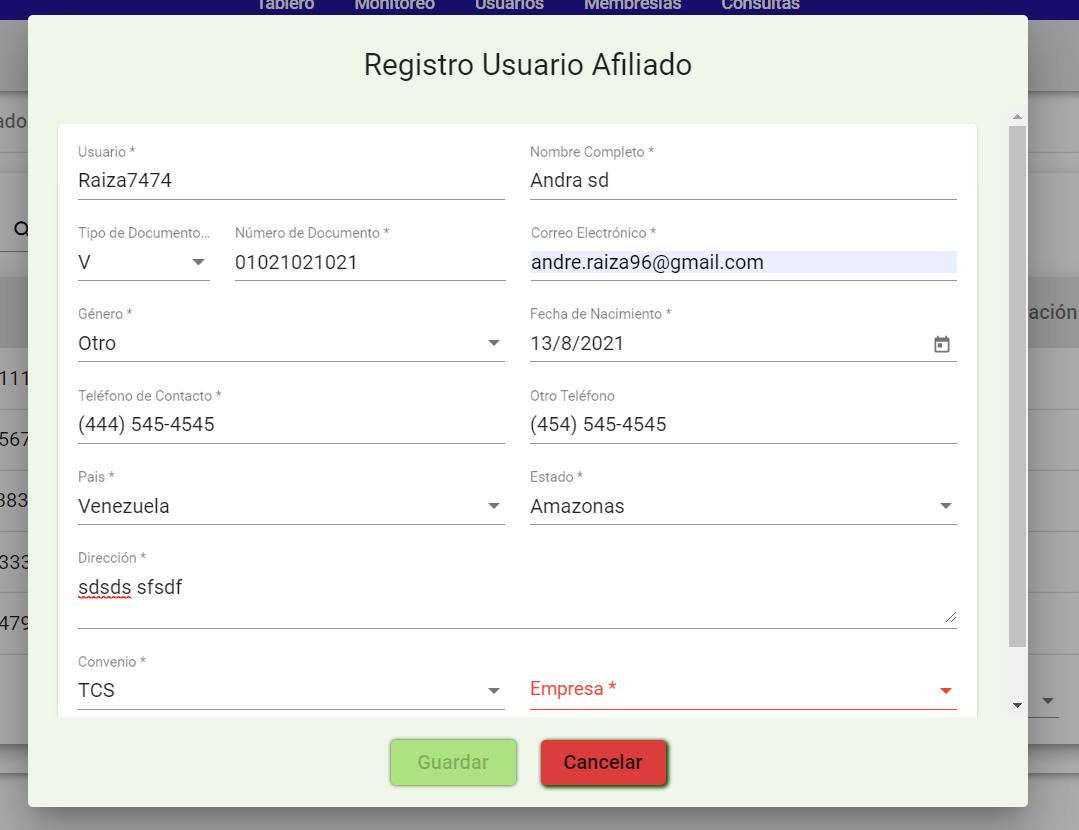 Tablero Monitoreo Usuarios Membresías Consultas
Registro Usuario Afiliado
Usuario * Nombre Completo *
Raiza7474 Andra sd
Tipo de Documento... Número de Documento * Correo Electrónico *
V 01021021021 andre.raiza96@gmail.com
Género * Fecha de Nacimiento *
Otro 13/8/2021
Teléfono de Contacto * Otro Teléfono
(444) 545-4545 (454) 545-4545
Pais * Estado *
Venezuela Amazonas
Dirección *
sdsds sfsdf
Convenio * Empresa *
TCS
Guardar Cancelar
ado
ación
111
567
383
333
479